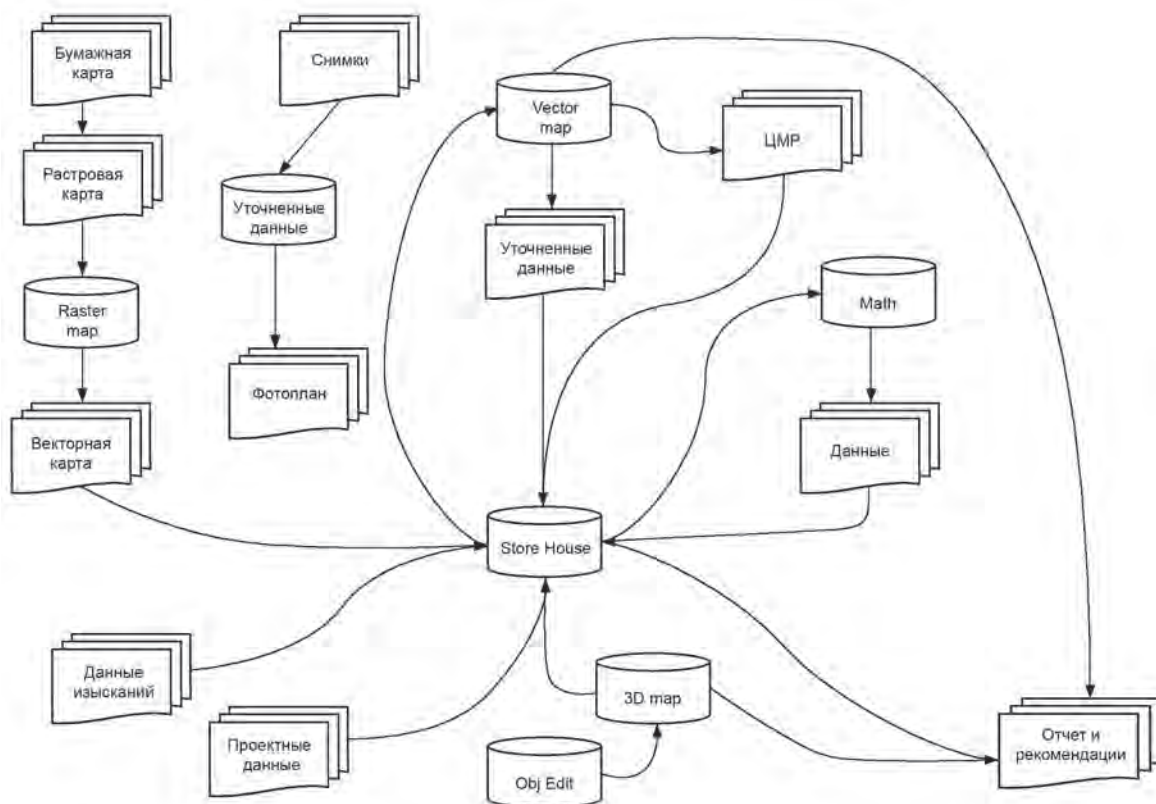 Бумажная
карта
Снимки
Vector
map
ЦМР
Растровая
карта
Уточненные
данные
Уточненные
данные
Raster
map
Math
Фотоплан
Векторная
карта
Данные
Store House
Данные
изысканий
3D map
Проектные
данные
Obj Edit
Отчет и
рекомендации